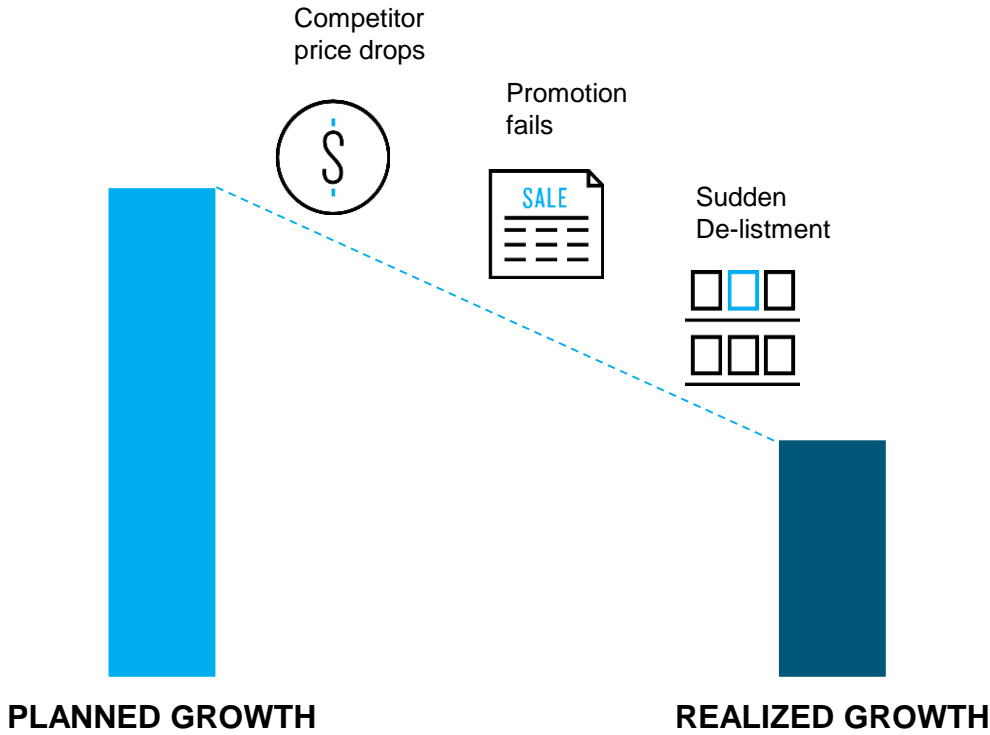 Competitor
price drops
$
Promotion
fails
SALE
Sudden
De-listment
PLANNED GROWTH
REALIZED GROWTH